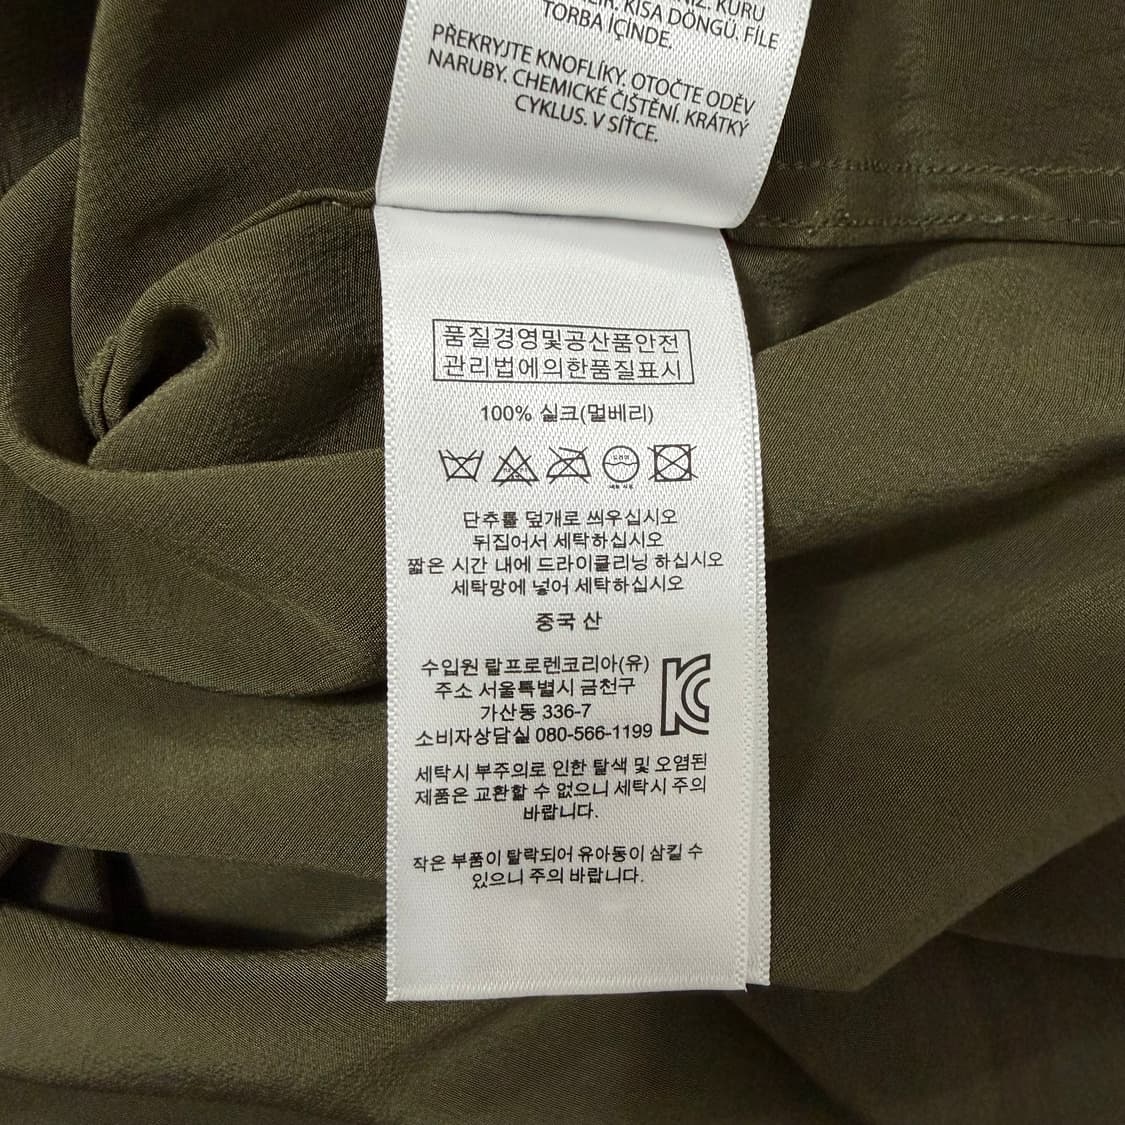 KURU
KISA DÖNGÜ. FİLE
TORBA İÇİNDE.
PŘEKRYJTE KNOFLÍKY. OTOČTE ODĚV
NARUBY. CHEMICKÉ ČIŠTĚNÍ. KRÁTKÝ
CYKLUS. V SÍŤCE.
품질경영및공산품안전
관리법에의한품질표시
100% 실크(멀베리)
단추를 덮개로 씌우십시오
뒤집어서 세탁하십시오
짧은 시간 내에 드라이클리닝 하십시오
세탁망에 넣어 세탁하십시오
중국 산
수입원 랄프로렌코리아(유)
주소 서울특별시 금천구
가산동 336-7
소비자상담실 080-566-1199
KC
세탁시 부주의로 인한 탈색 및 오염된
제품은 교환할 수 없으니 세탁시 주의
바랍니다.
작은 부품이 탈락되어 유아동이 삼킬 수
있으니 주의 바랍니다.